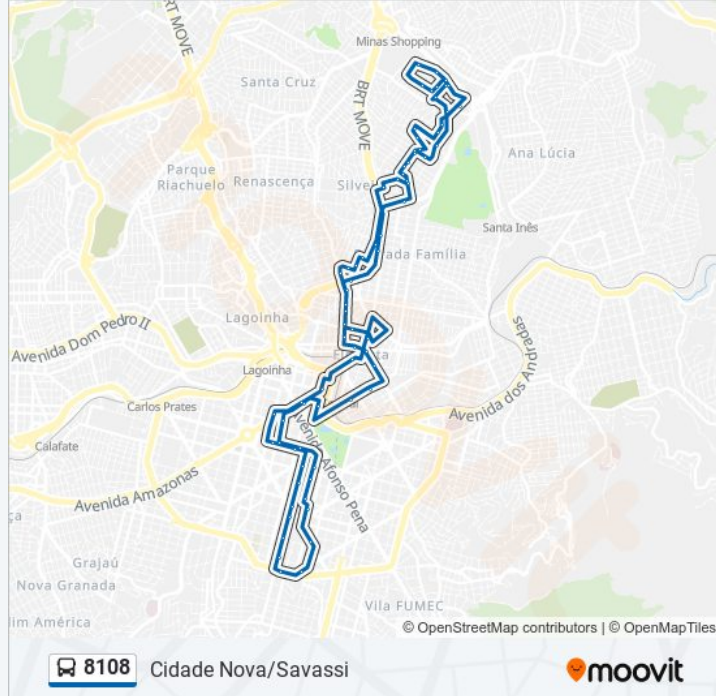 BRT MOVE
Minas Shopping
Santa Cruz
BRT MOVE
Ana Lúcia
Parque
Riachuelo
Renascença
Santa Inês
ada Família
Lagoinha
Avenida Dom Pedro II
Lagoinha
Avenida dos Andradas
Carlos Prates
Calafate
Avenida Afonso Pena
Avenida Amazonas
Grajaú
Nova Granada
Vila FUMEC
© OpenStreetMap contributors | © OpenMapTiles
8108 Cidade Nova/Savassi
moovit